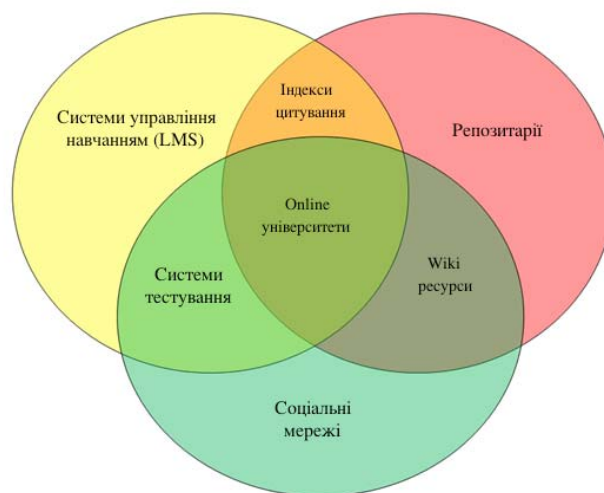 Індекси
цитування
Системи управління
навчанням (LMS)
Репозитарії
Online
університети
Системи
тестування
Wiki
ресурси
Соціальні
мережі